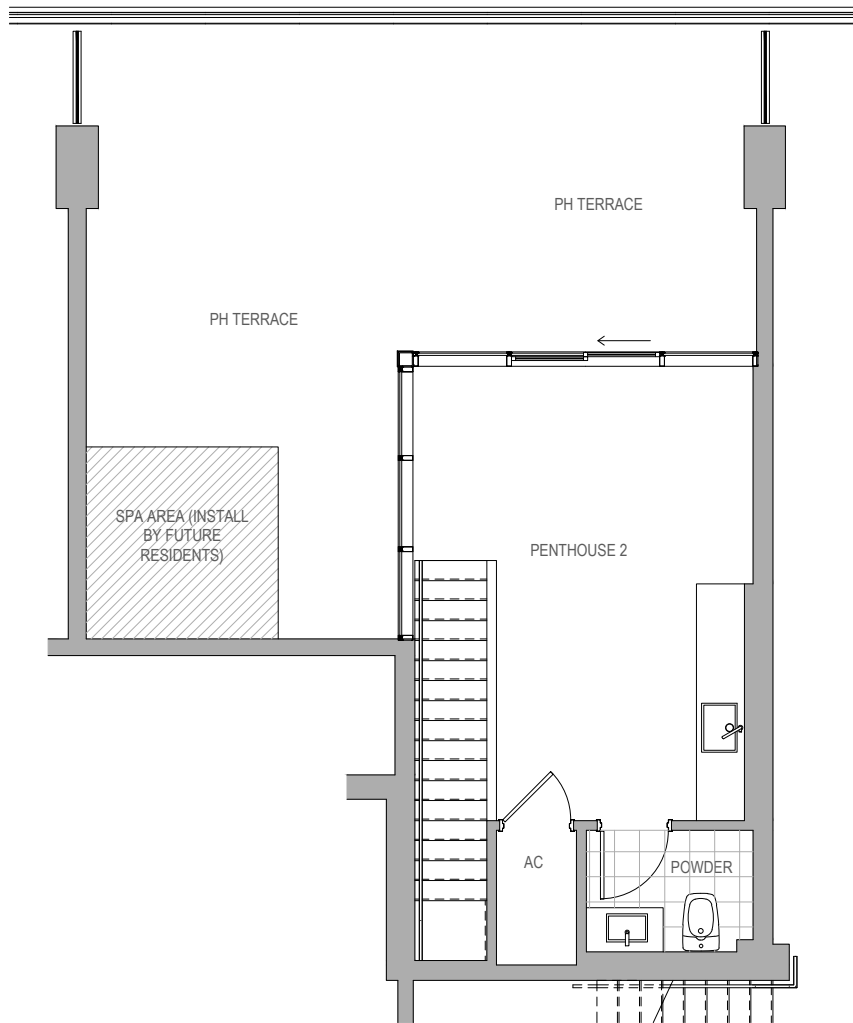 PH TERRACE
PH TERRACE
SPA AREA (INSTALL
BY FUTURE
RESIDENTS)
PENTHOUSE 2
AC
POWDER